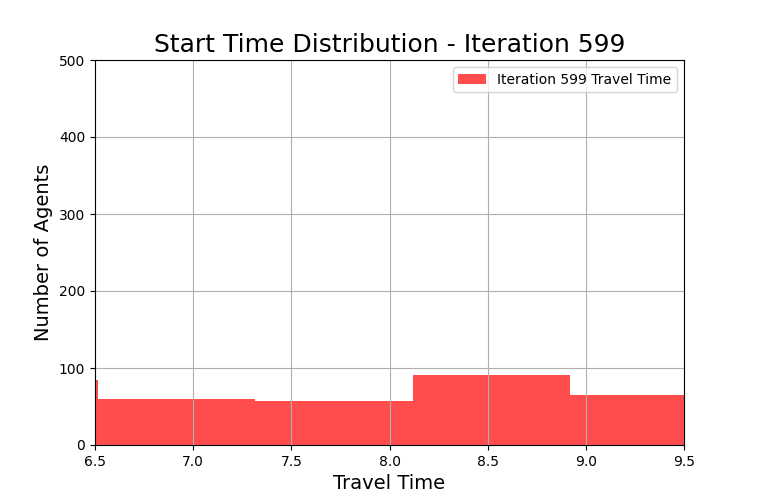 Start Time Distribution - Iteration 599
500
Iteration 599 Travel Time
400
300
200
100
0
Number of Agents
6.5 7.0 7.5 8.0 8.5 9.0 9.5
Travel Time